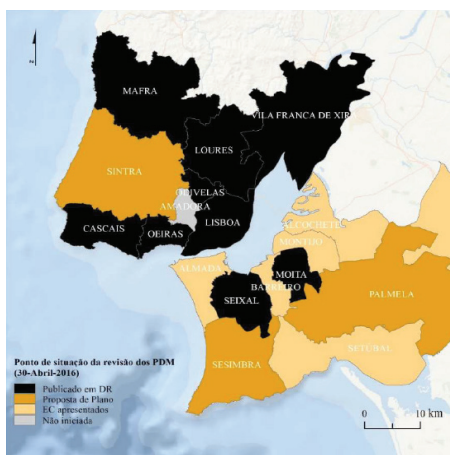 MAFRA
VILA FRANCA DE XIR
LOURES
SINTRA
ODIVELAS
AMADORA
LISBOA
CASCAIS
OEIRAS
ALCOCHETE
MONTIJO
ALMADA
MOITA
BARREIRO
SEIXAL
PALMELA
SESIMBRA
SETÚBAL
Ponto de situação da revisão dos PDM
(30-Abril-2016)
Publicado em DR
Proposta de Plano
EC apresentados
Não iniciada
0 10 km